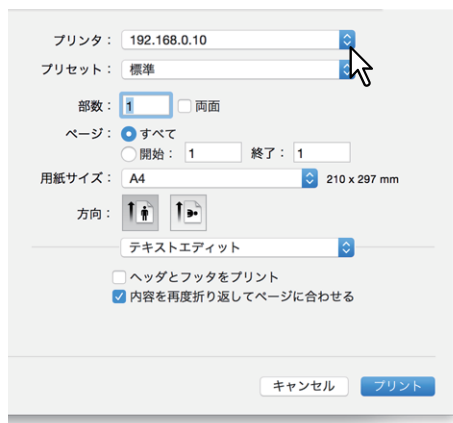 プリンタ： 192.168.0.10
プリセット： 標準
部数： 1 両面
ページ： すべて
開始： 1 終了： 1
用紙サイズ： A4 210 x 297 mm
方向：
テキストエディット
ヘッダとフッタをプリント
内容を再度折り返してページに合わせる
キャンセル プリント